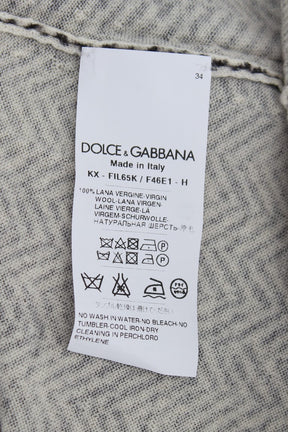 34
DOLCE & GABBANA
Made in Italy
KX - FIL65K / F46E1 - H
100% LANA VERGINE-VIRGIN
WOOL-LANA VIRGEN-
LAINE VIERGE-LÃ
VIRGEM-SCHURWOLLE-
НАТУРАЛЬНАЯ ШЕРСТЬ-
NO WASH IN WATER-NO BLEACH-NO
TUMBLER-COOL IRON-DRY
CLEANING IN PERCHLORO
ETHYLENE